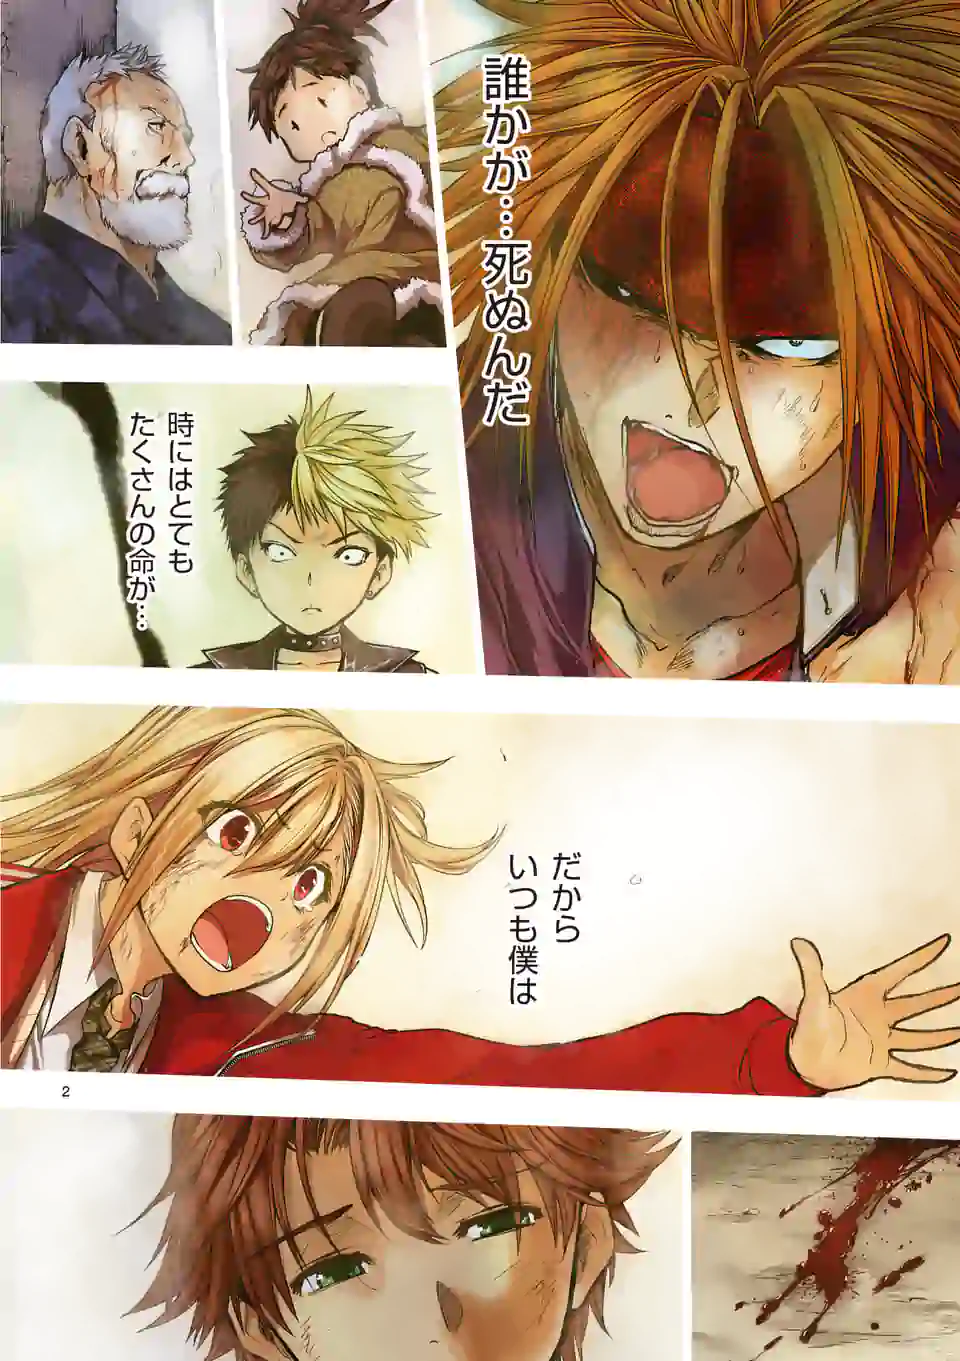 誰かが…死ぬんだ
時にはとても
たくさんの命が…
だから
いつも僕は
2